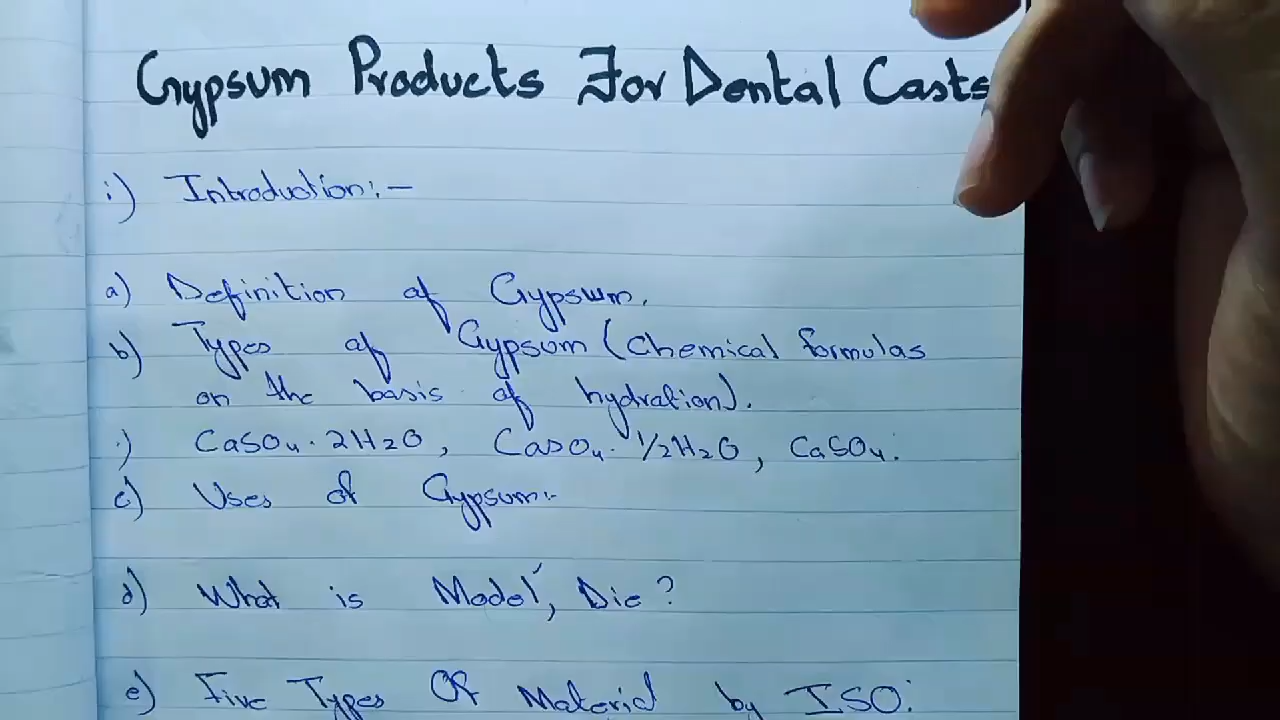 Gypsum Products For Dental Casts
i) Introduction:-
a) Definition of Gypsum.
b) Types of Gypsum (Chemical formulas
on the basis of hydration).
·) CaSO₄·2H₂O, CaSO₄·1/2H₂O, CaSO₄.
c) Uses of Gypsum:-
d) What is Model, Die?
e) Five Types Of Material by ISO: